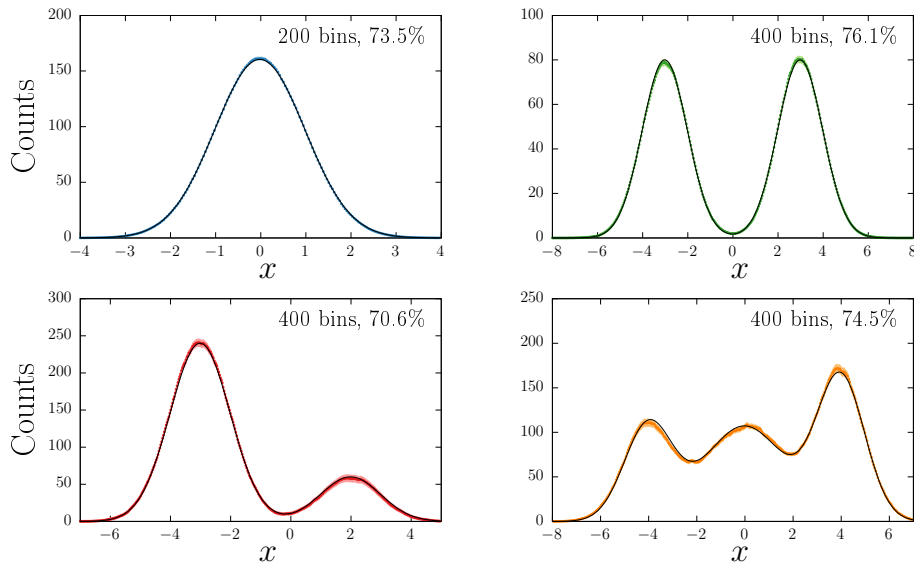 200 bins, 73.5%
Counts
200
150
100
50
0
−4 −3 −2 −1 0 1 2 3 4
x
400 bins, 76.1%
100
80
60
40
20
0
−8 −6 −4 −2 0 2 4 6 8
x
400 bins, 70.6%
Counts
300
250
200
150
100
50
0
−6 −4 −2 0 2 4
x
400 bins, 74.5%
250
200
150
100
50
0
−8 −6 −4 −2 0 2 4 6
x